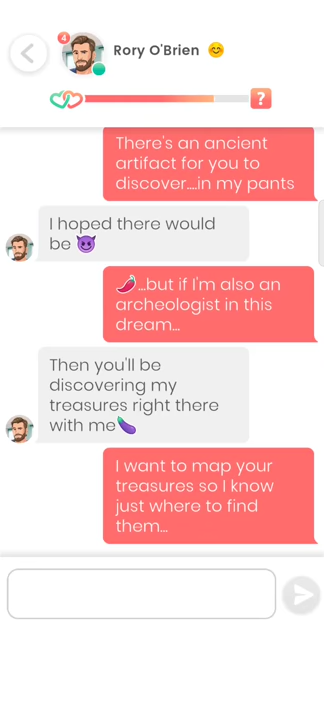 4
Rory O'Brien 😊
?
There's an ancient
artifact for you to
discover....in my pants
I hoped there would
be 😈
🌶️...but if I'm also an
archeologist in this
dream...
Then you'll be
discovering my
treasures right there
with me🍆
I want to map your
treasures so I know
just where to find
them...